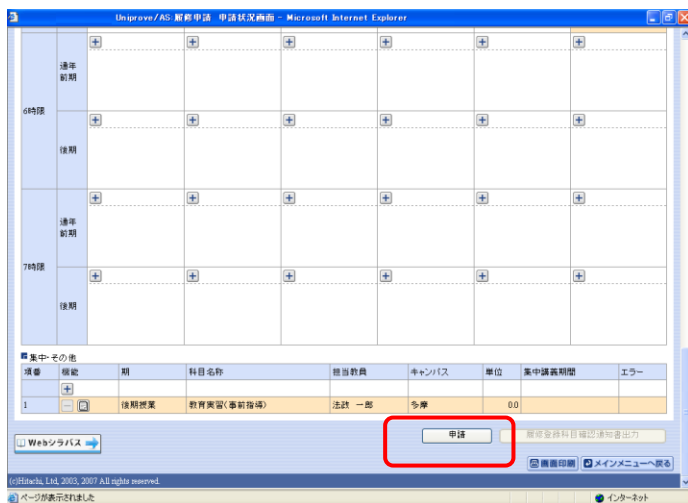 Uniprove/AS:履修申請 申請状況画面 - Microsoft Internet Explorer
6時限
通年
前期
後期
7時限
通年
前期
後期
集中・その他
項番 機能 期 科目名称 担当教員 キャンパス 単位 集中講義期間 エラー
1 後期授業 教育実習(事前指導) 法政 一郎 多摩 0.0
Webシラバス
申請
履修登録科目確認通知書出力
画面印刷
メインメニューへ戻る
(c)Hitachi, Ltd, 2003, 2007 All rights reserved.
ページが表示されました
インターネット